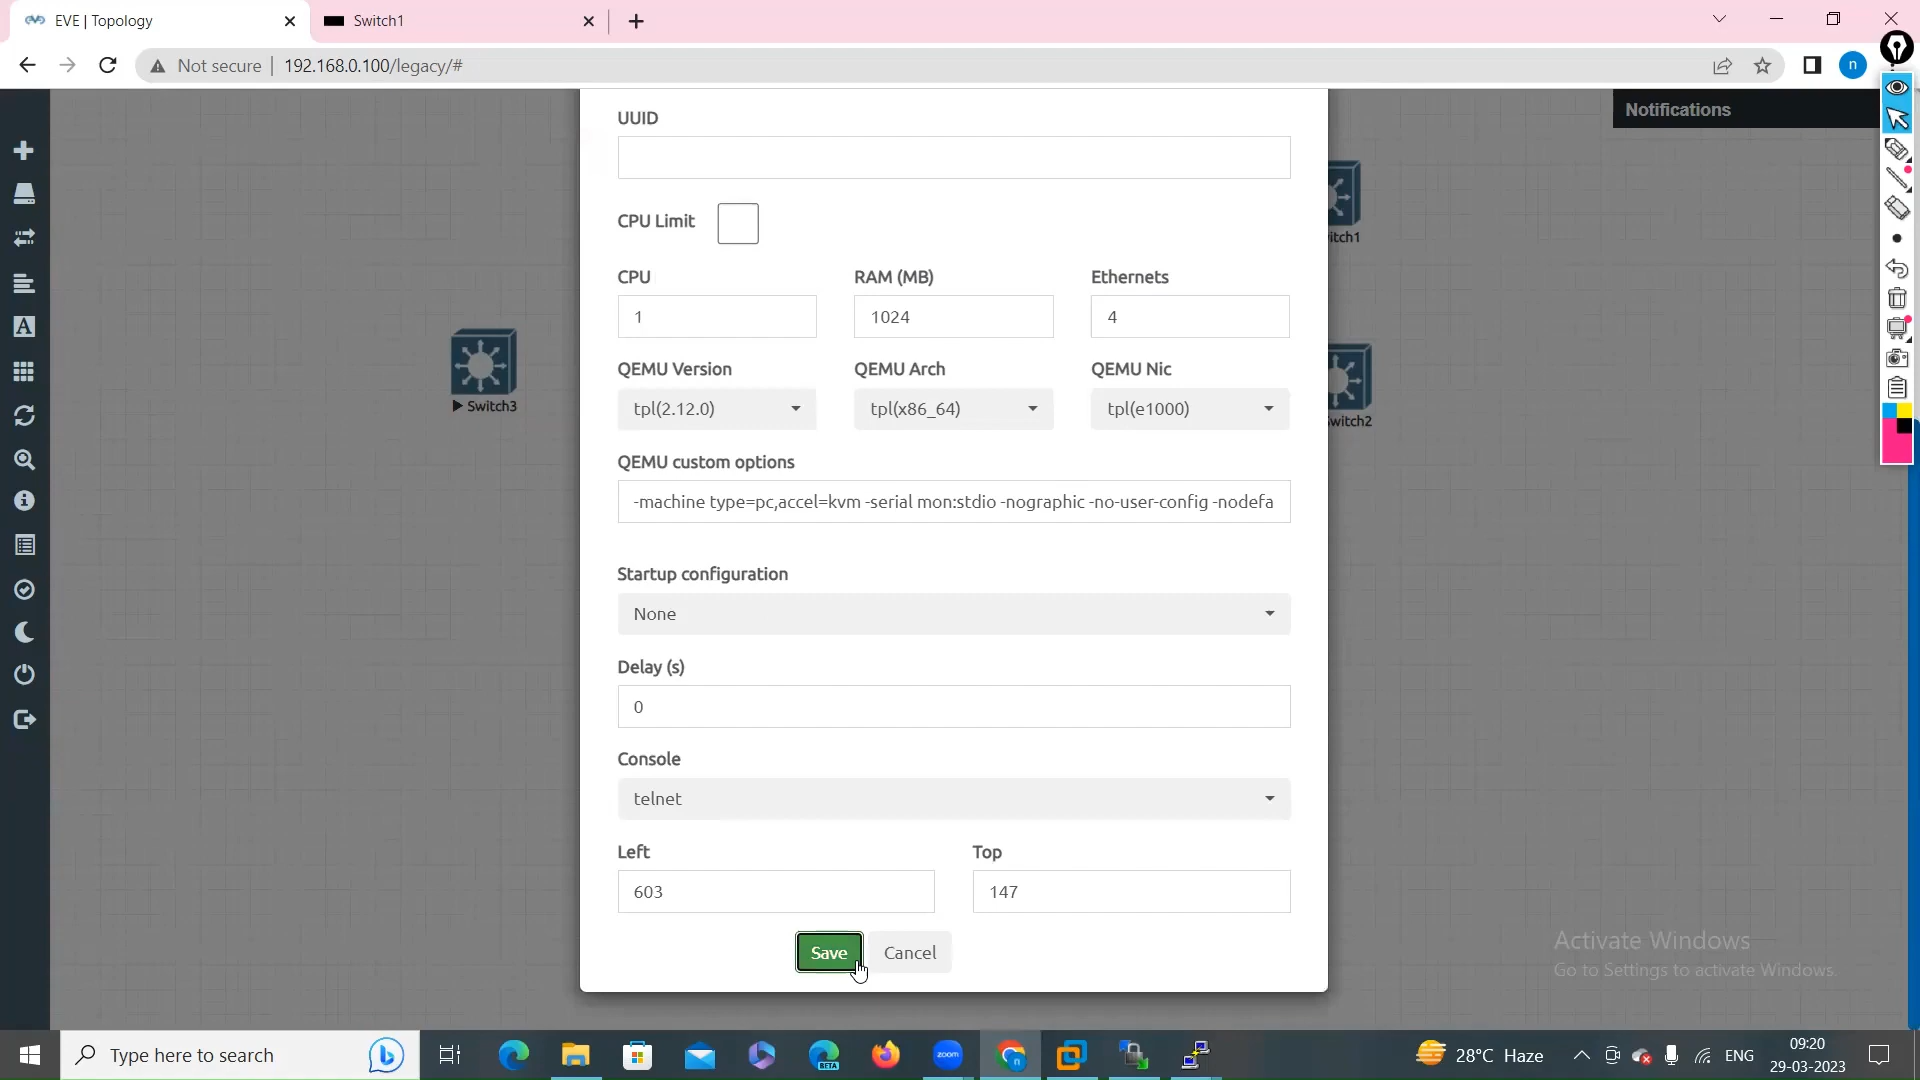 EVE | Topology
Switch1
Not secure
192.168.0.100/legacy/#
n
Notifications
UUID
CPU Limit
CPU
RAM (MB)
Ethernets
1
1024
4
QEMU Version
QEMU Arch
QEMU Nic
tpl(2.12.0)
tpl(x86_64)
tpl(e1000)
QEMU custom options
-machine type=pc,accel=kvm -serial mon:stdio -nographic -no-user-config -nodefa
Startup configuration
None
Delay (s)
0
Console
telnet
Left
Top
603
147
Save
Cancel
Switch3
itch1
witch2
A
Activate Windows
Go to Settings to activate Windows.
Type here to search
BETA
zoom
n
28°C Haze
ENG
09:20
29-03-2023